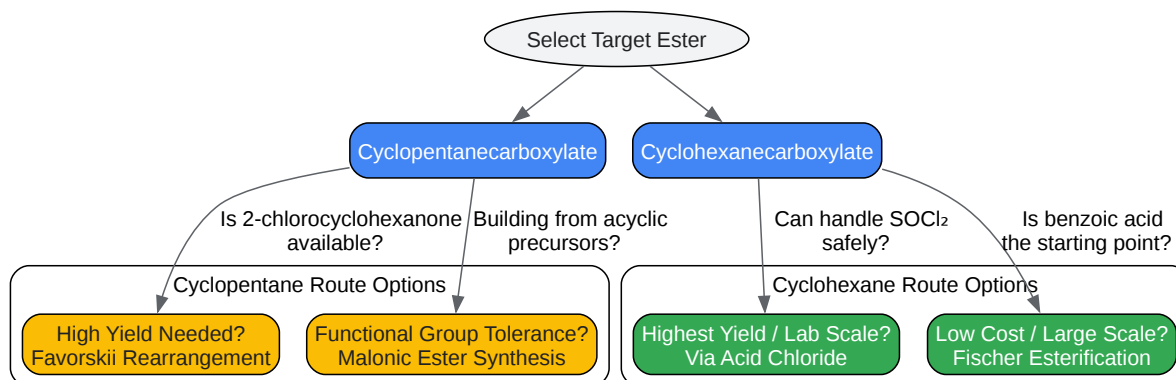 Select Target Ester
Cyclopentanecarboxylate
Cyclohexanecarboxylate
Is 2-chlorocyclohexanone
available?
Building from acyclic
precursors?
Can handle SOCl₂
safely?
Is benzoic acid
the starting point?
Cyclopentane Route Options
Cyclohexane Route Options
High Yield Needed?
Favorskii Rearrangement
Functional Group Tolerance?
Malonic Ester Synthesis
Highest Yield / Lab Scale?
Via Acid Chloride
Low Cost / Large Scale?
Fischer Esterification